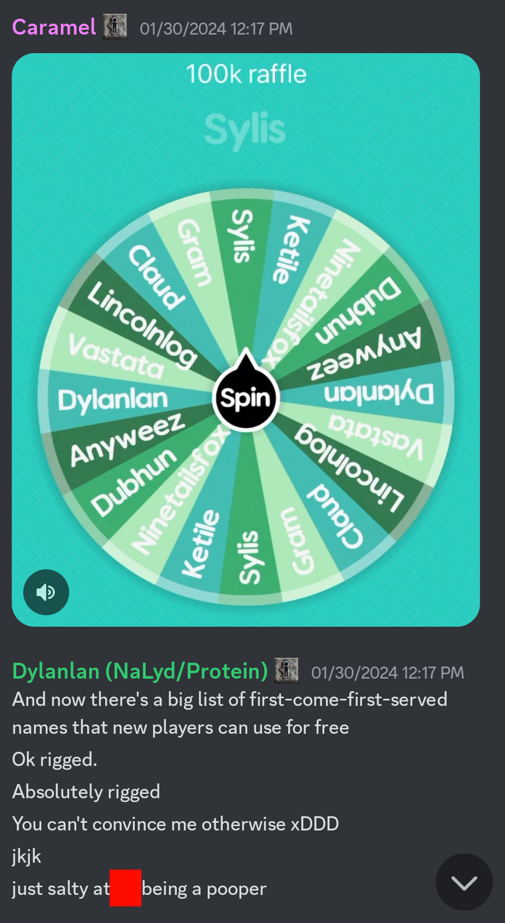 Caramel 01/30/2024 12:17 PM
100k raffle
Sylis
Sylis
Ketile
Ninetailsfox
Dubhun
Anyweez
Dylanlan
Vastata
Lincolnlog
Claud
Gram
Sylis
Ketile
Ninetailsfox
Dubhun
Anyweez
Dylanlan
Vastata
Lincolnlog
Claud
Gram
Spin
Dylanlan (NaLyd/Protein) 01/30/2024 12:17 PM
And now there's a big list of first-come-first-served
names that new players can use for free
Ok rigged.
Absolutely rigged
You can't convince me otherwise xDDD
jkjk
just salty at being a pooper